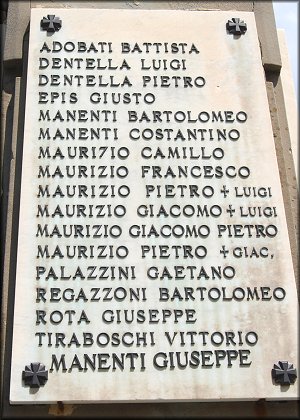 ADOBATI BATTISTA
DENTELLA LUIGI
DENTELLA PIETRO
EPIS GIUSTO
MANENTI BARTOLOMEO
MANENTI COSTANTINO
MAURIZIO CAMILLO
MAURIZIO FRANCESCO
MAURIZIO PIETRO ✝ LUIGI
MAURIZIO GIACOMO ✝ LUIGI
MAURIZIO GIACOMO PIETRO
MAURIZIO PIETRO ✝ GIAC,
PALAZZINI GAETANO
REGAZZONI BARTOLOMEO
ROTA GIUSEPPE
TIRABOSCHI VITTORIO
MANENTI GIUSEPPE